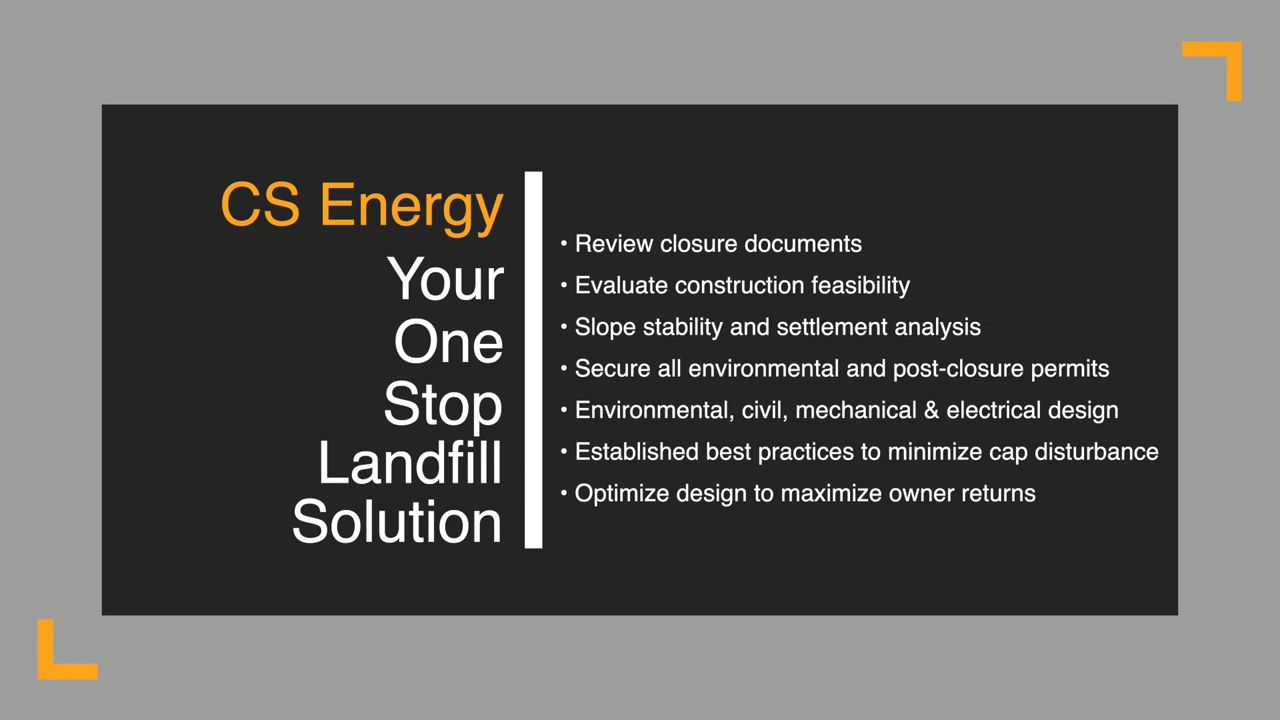 CS Energy
Your
One
Stop
Landfill
Solution
• Review closure documents
• Evaluate construction feasibility
• Slope stability and settlement analysis
• Secure all environmental and post-closure permits
• Environmental, civil, mechanical & electrical design
• Established best practices to minimize cap disturbance
• Optimize design to maximize owner returns